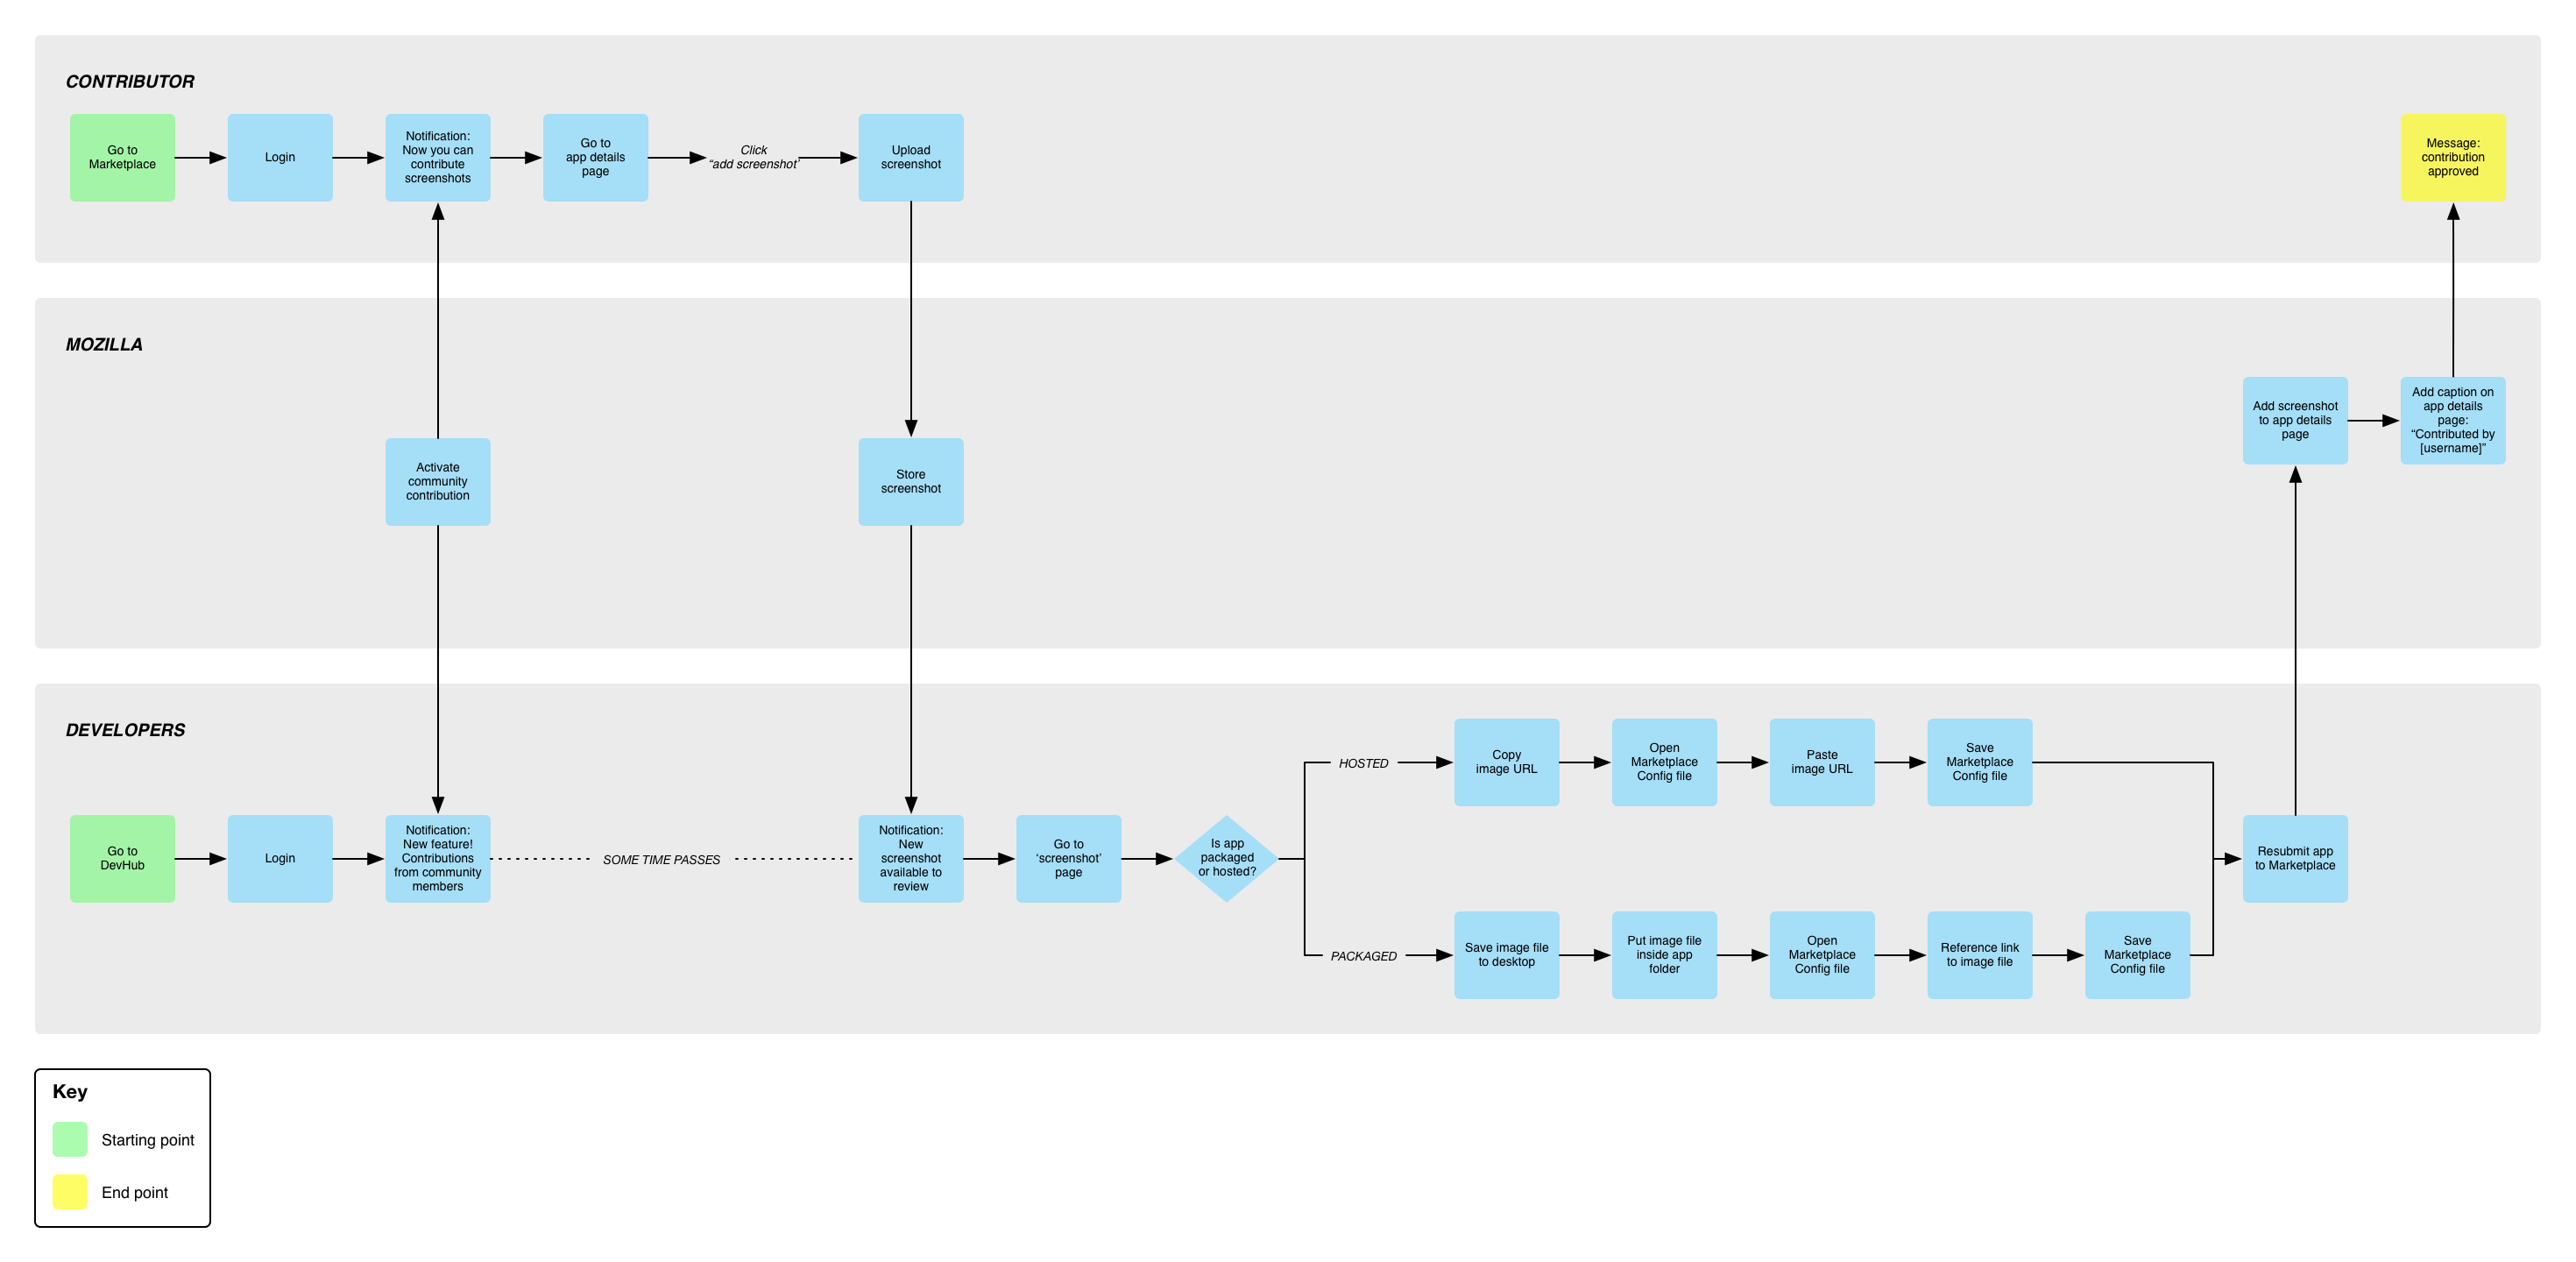 CONTRIBUTOR
Go to
Marketplace
Login
Notification:
Now you can
contribute
screenshots
Go to
app details
page
Click
“add screenshot’
Upload
screenshot
Message:
contribution
approved
MOZILLA
Activate
community
contribution
Store
screenshot
Add screenshot
to app details
page
Add caption on
app details
page:
“Contributed by
[username]”
DEVELOPERS
Go to
DevHub
Login
Notification:
New feature!
Contributions
from community
members
SOME TIME PASSES
Notification:
New
screenshot
available to
review
Go to
‘screenshot’
page
Is app
packaged
or hosted?
HOSTED
Copy
image URL
Open
Marketplace
Config file
Paste
image URL
Save
Marketplace
Config file
PACKAGED
Save image file
to desktop
Put image file
inside app
folder
Open
Marketplace
Config file
Reference link
to image file
Save
Marketplace
Config file
Resubmit app
to Marketplace
Key
Starting point
End point